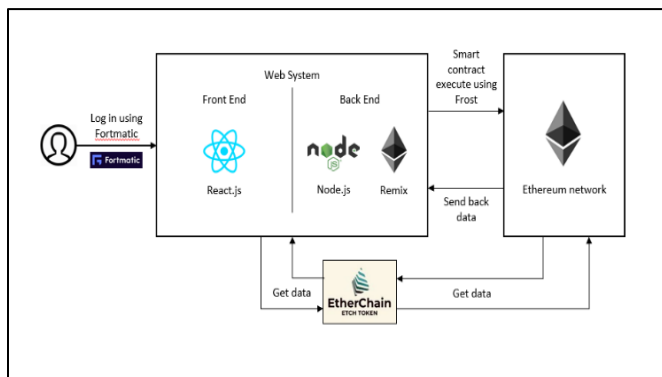 Web System
Front End
Back End
Log in using
Fortmatic
Fortmatic
React.js
node
JS
Node.js
Remix
Smart
contract
execute using
Frost
Ethereum network
Send back
data
Get data
EtherChain
ETCH TOKEN
Get data